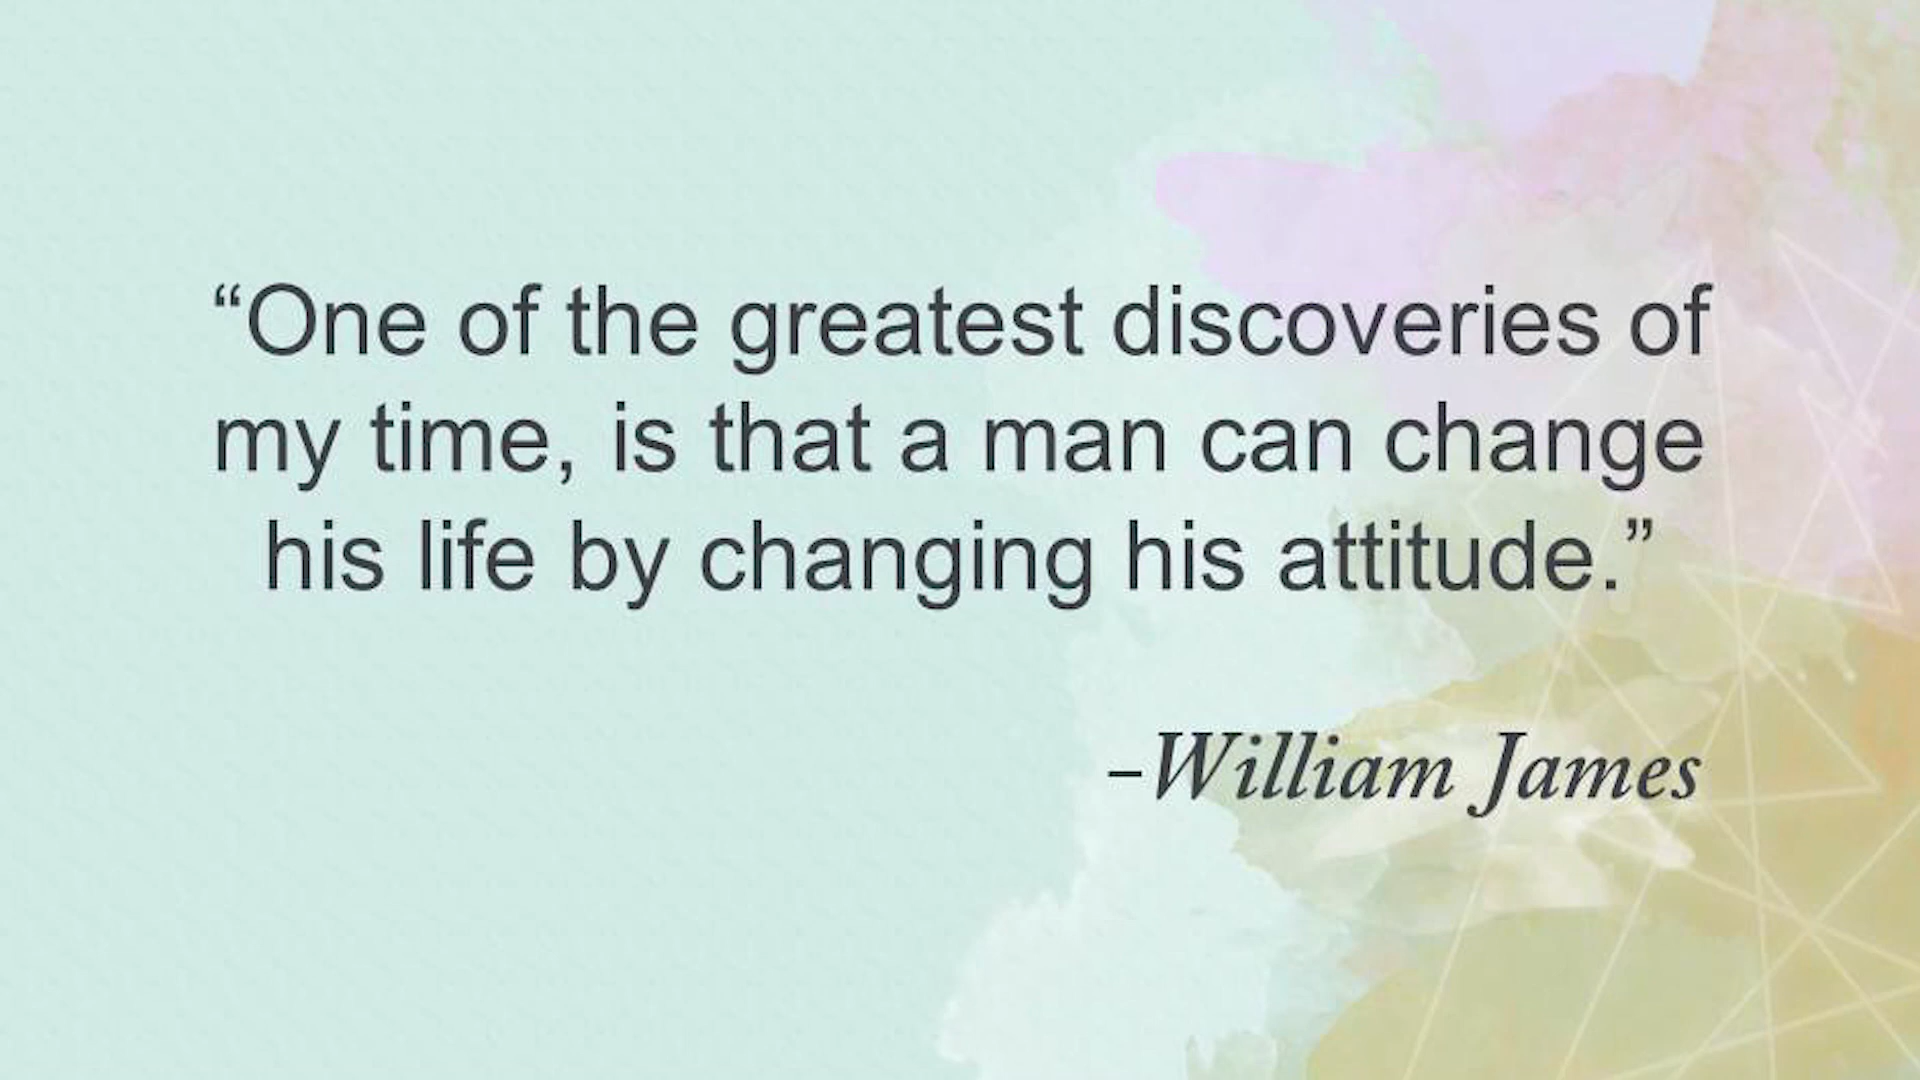 “One of the greatest discoveries of
my time, is that a man can change
his life by changing his attitude.”
–William James